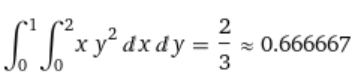 ∫₀¹ ∫₀² x y² dx dy = 2/3 ≈ 0.666667